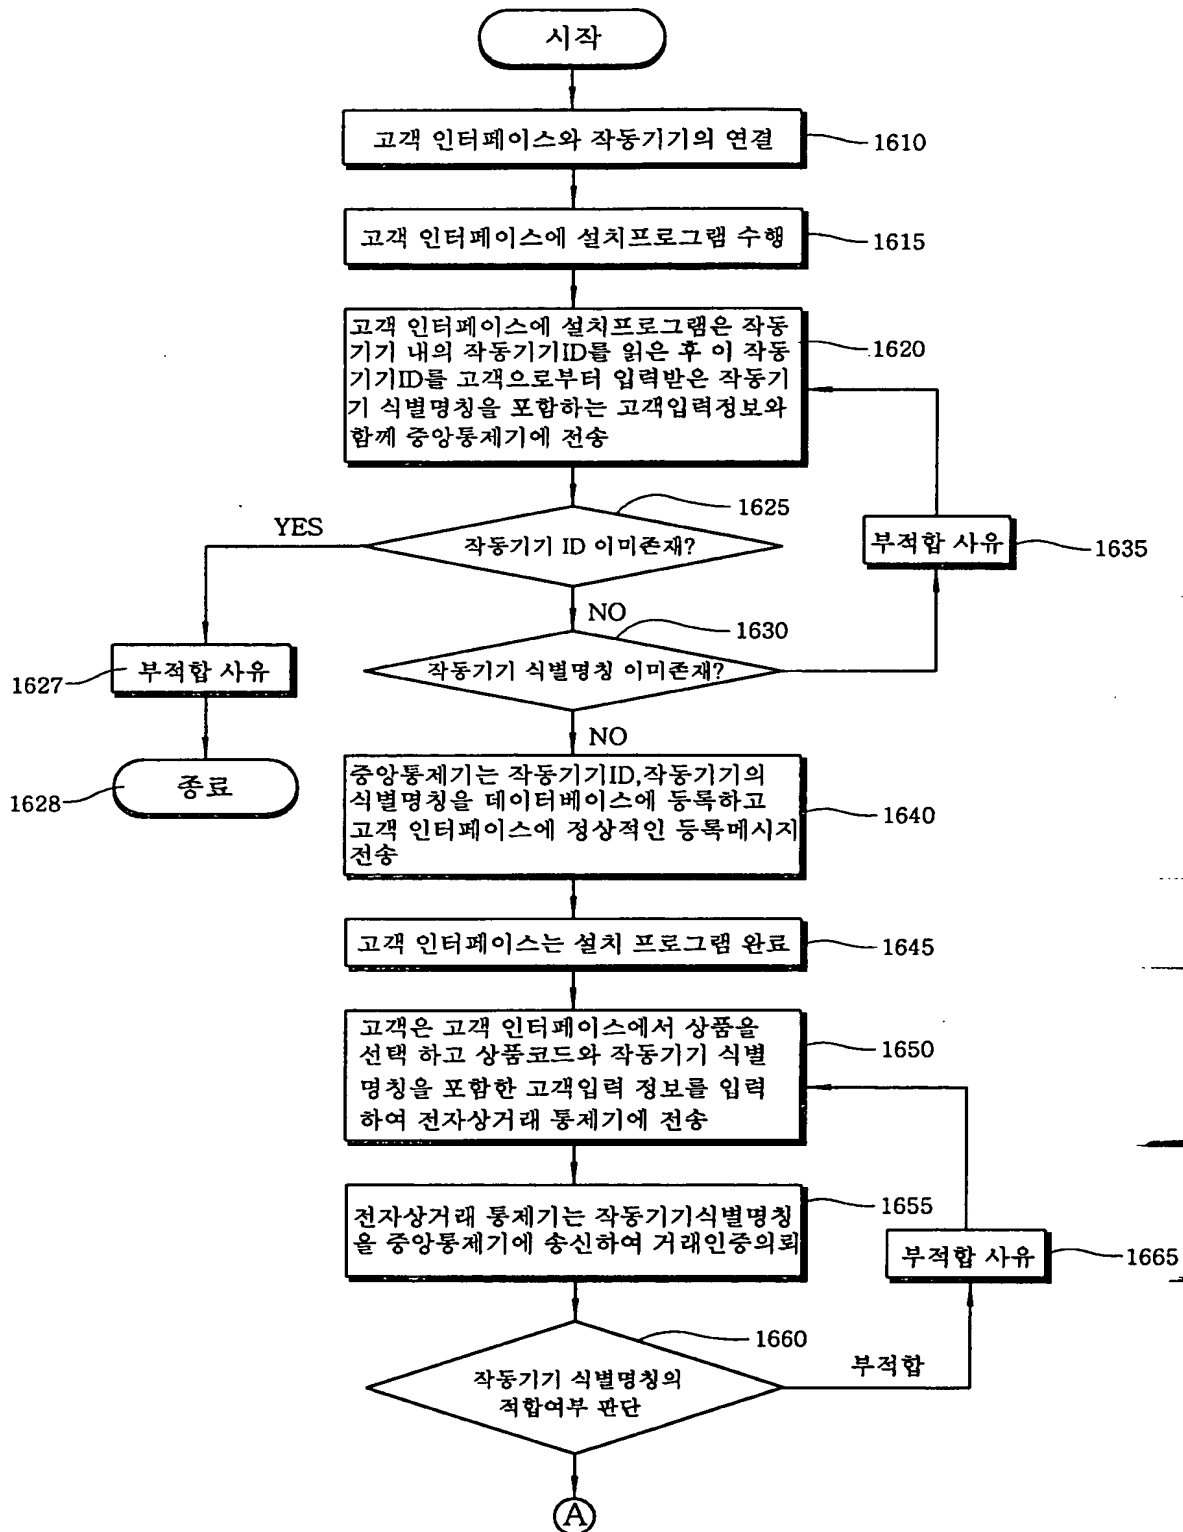 시작
고객 인터페이스와 작동기기의 연결
1610
고객 인터페이스에 설치프로그램 수행
1615
고객 인터페이스에 설치프로그램은 작동
기기 내의 작동기기ID를 읽은 후 이 작동
기기ID를 고객으로부터 입력받은 작동기
기 식별명칭을 포함하는 고객입력정보와
함께 중앙통제기에 전송
1620
1625
YES
작동기기 ID 이미존재?
부적합 사유
1635
NO
1630
작동기기 식별명칭 이미존재?
부적합 사유
1627
NO
종료
1628
중앙통제기는 작동기기ID,작동기기의
식별명칭을 데이터베이스에 등록하고
고객 인터페이스에 정상적인 등록메시지
전송
1640
고객 인터페이스는 설치 프로그램 완료
1645
고객은 고객 인터페이스에서 상품을
선택 하고 상품코드와 작동기기 식별
명칭을 포함한 고객입력 정보를 입력
하여 전자상거래 통제기에 전송
1650
전자상거래 통제기는 작동기기식별명칭
을 중앙통제기에 송신하여 거래인증의뢰
1655
부적합 사유
1665
1660
부적합
작동기기 식별명칭의
적합여부 판단
A